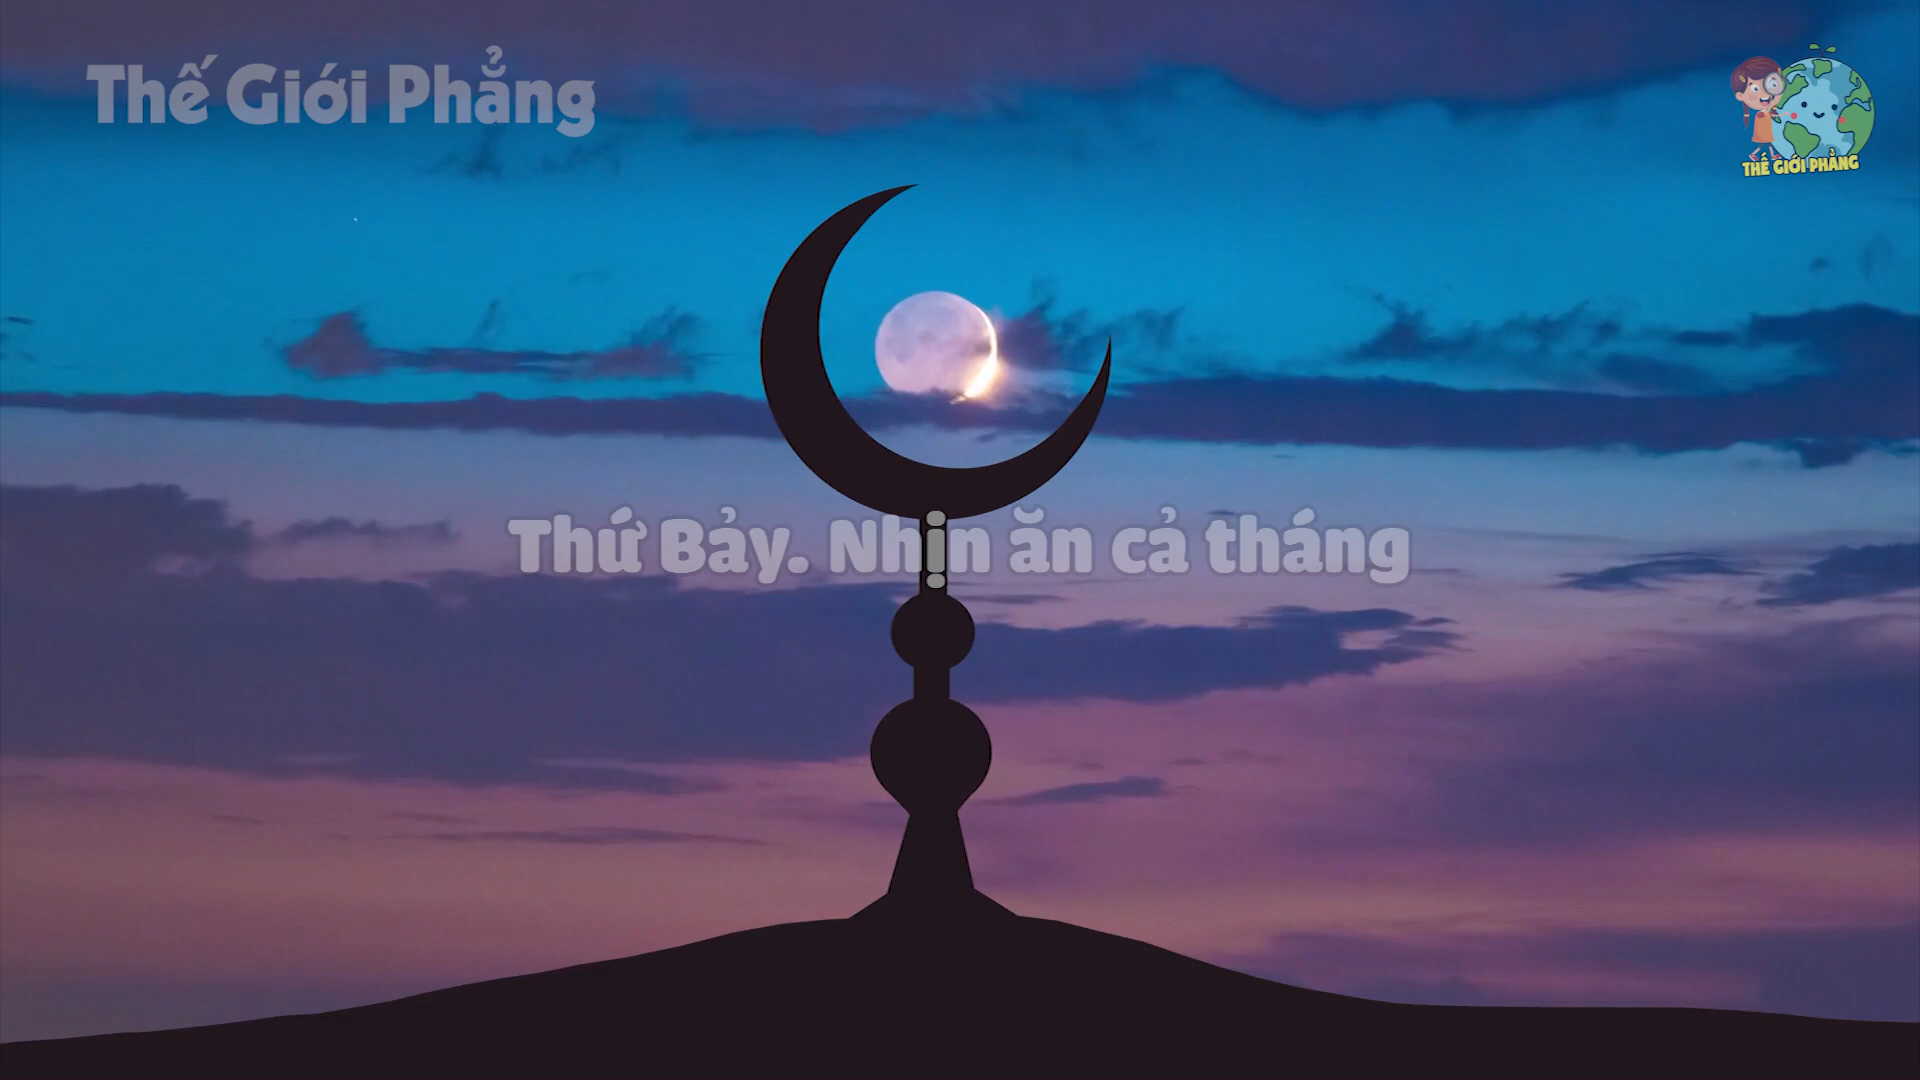 Thế Giới Phẳng
THẾ GIỚI PHẲNG
Thứ Bảy. Nhịn ăn cả tháng